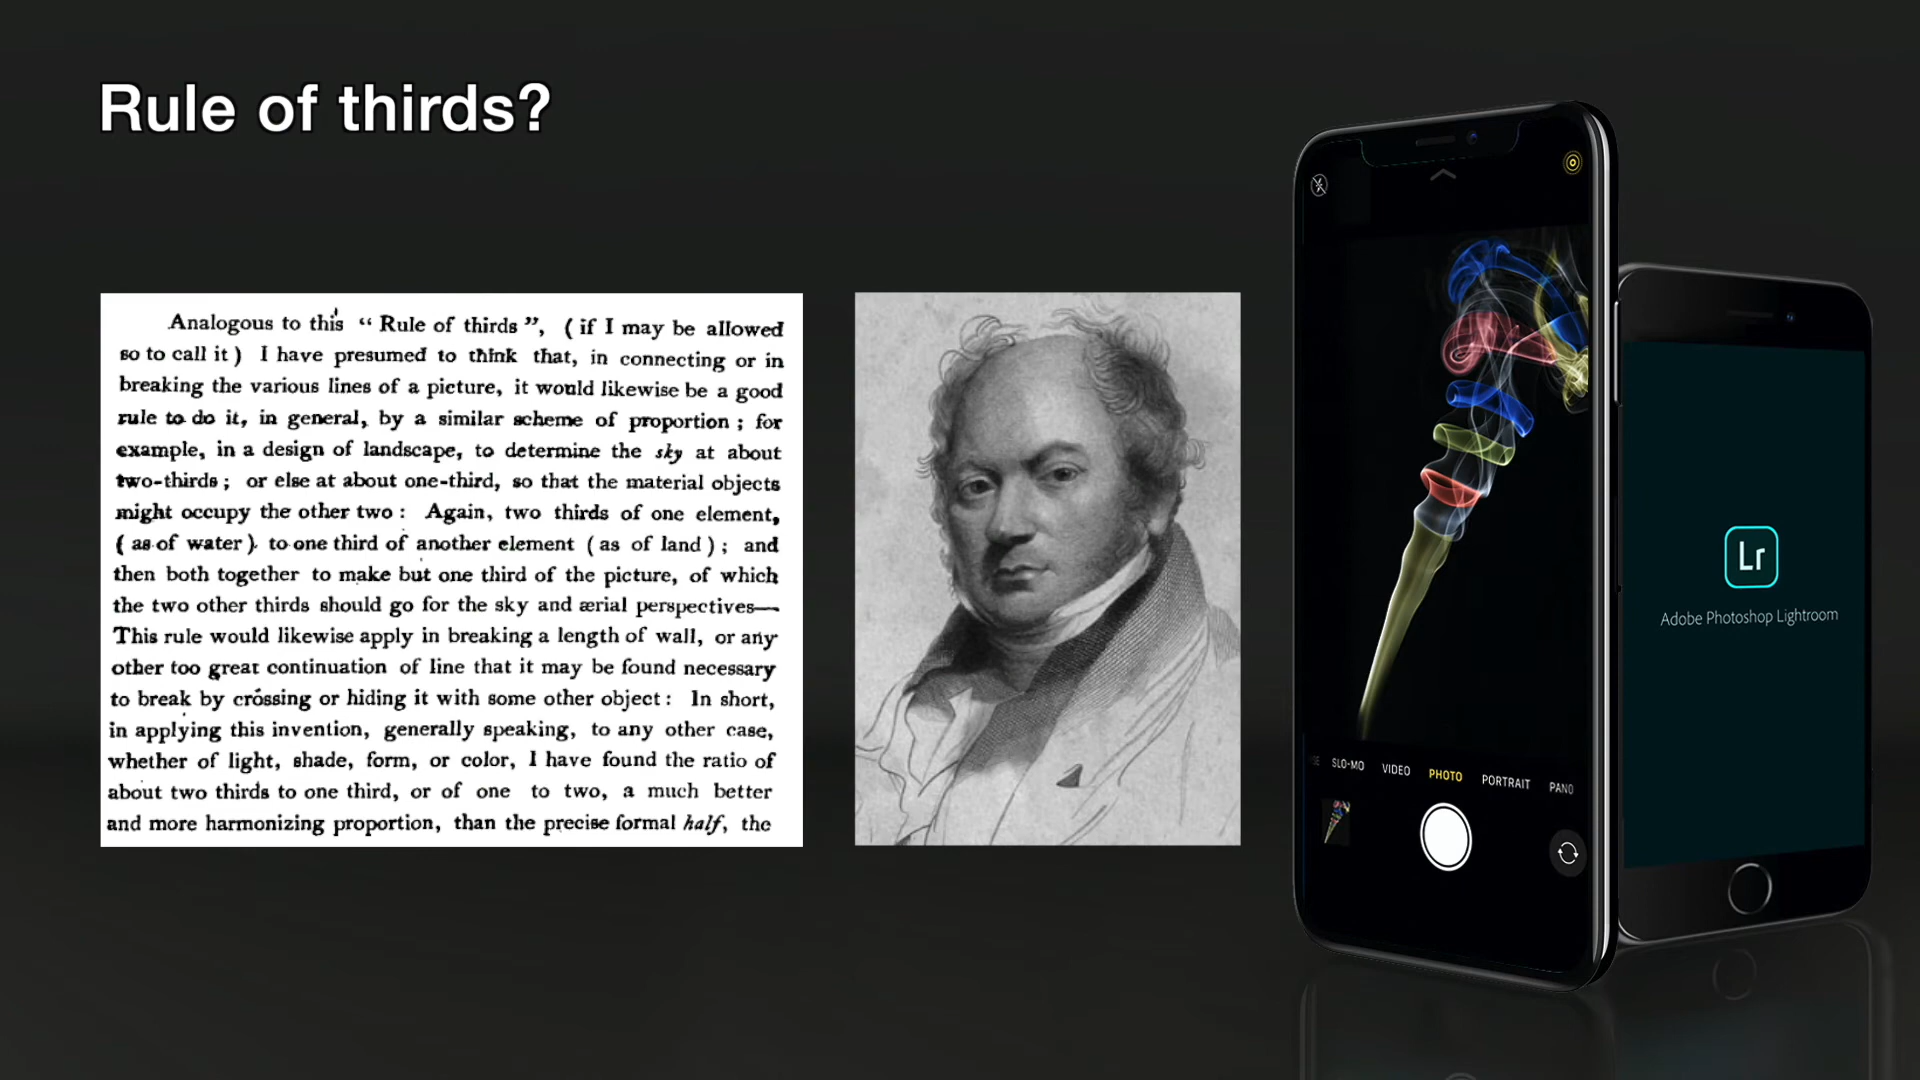 Rule of thirds?
Analogous to this “ Rule of thirds ”, ( if I may be allowed
so to call it ) I have presumed to think that, in connecting or in
breaking the various lines of a picture, it would likewise be a good
rule to do it, in general, by a similar scheme of proportion ; for
example, in a design of landscape, to determine the sky at about
two-thirds ; or else at about one-third, so that the material objects
might occupy the other two : Again, two thirds of one element,
( as of water ) to one third of another element ( as of land ) ; and
then both together to make but one third of the picture, of which
the two other thirds should go for the sky and ærial perspectives—
This rule would likewise apply in breaking a length of wall, or any
other too great continuation of line that it may be found necessary
to break by crossing or hiding it with some other object : In short,
in applying this invention, generally speaking, to any other case,
whether of light, shade, form, or color, I have found the ratio of
about two thirds to one third, or of one to two, a much better
and more harmonizing proportion, than the precise formal half, the
SLO-MO VIDEO PHOTO PORTRAIT PANO
Lr
Adobe Photoshop Lightroom